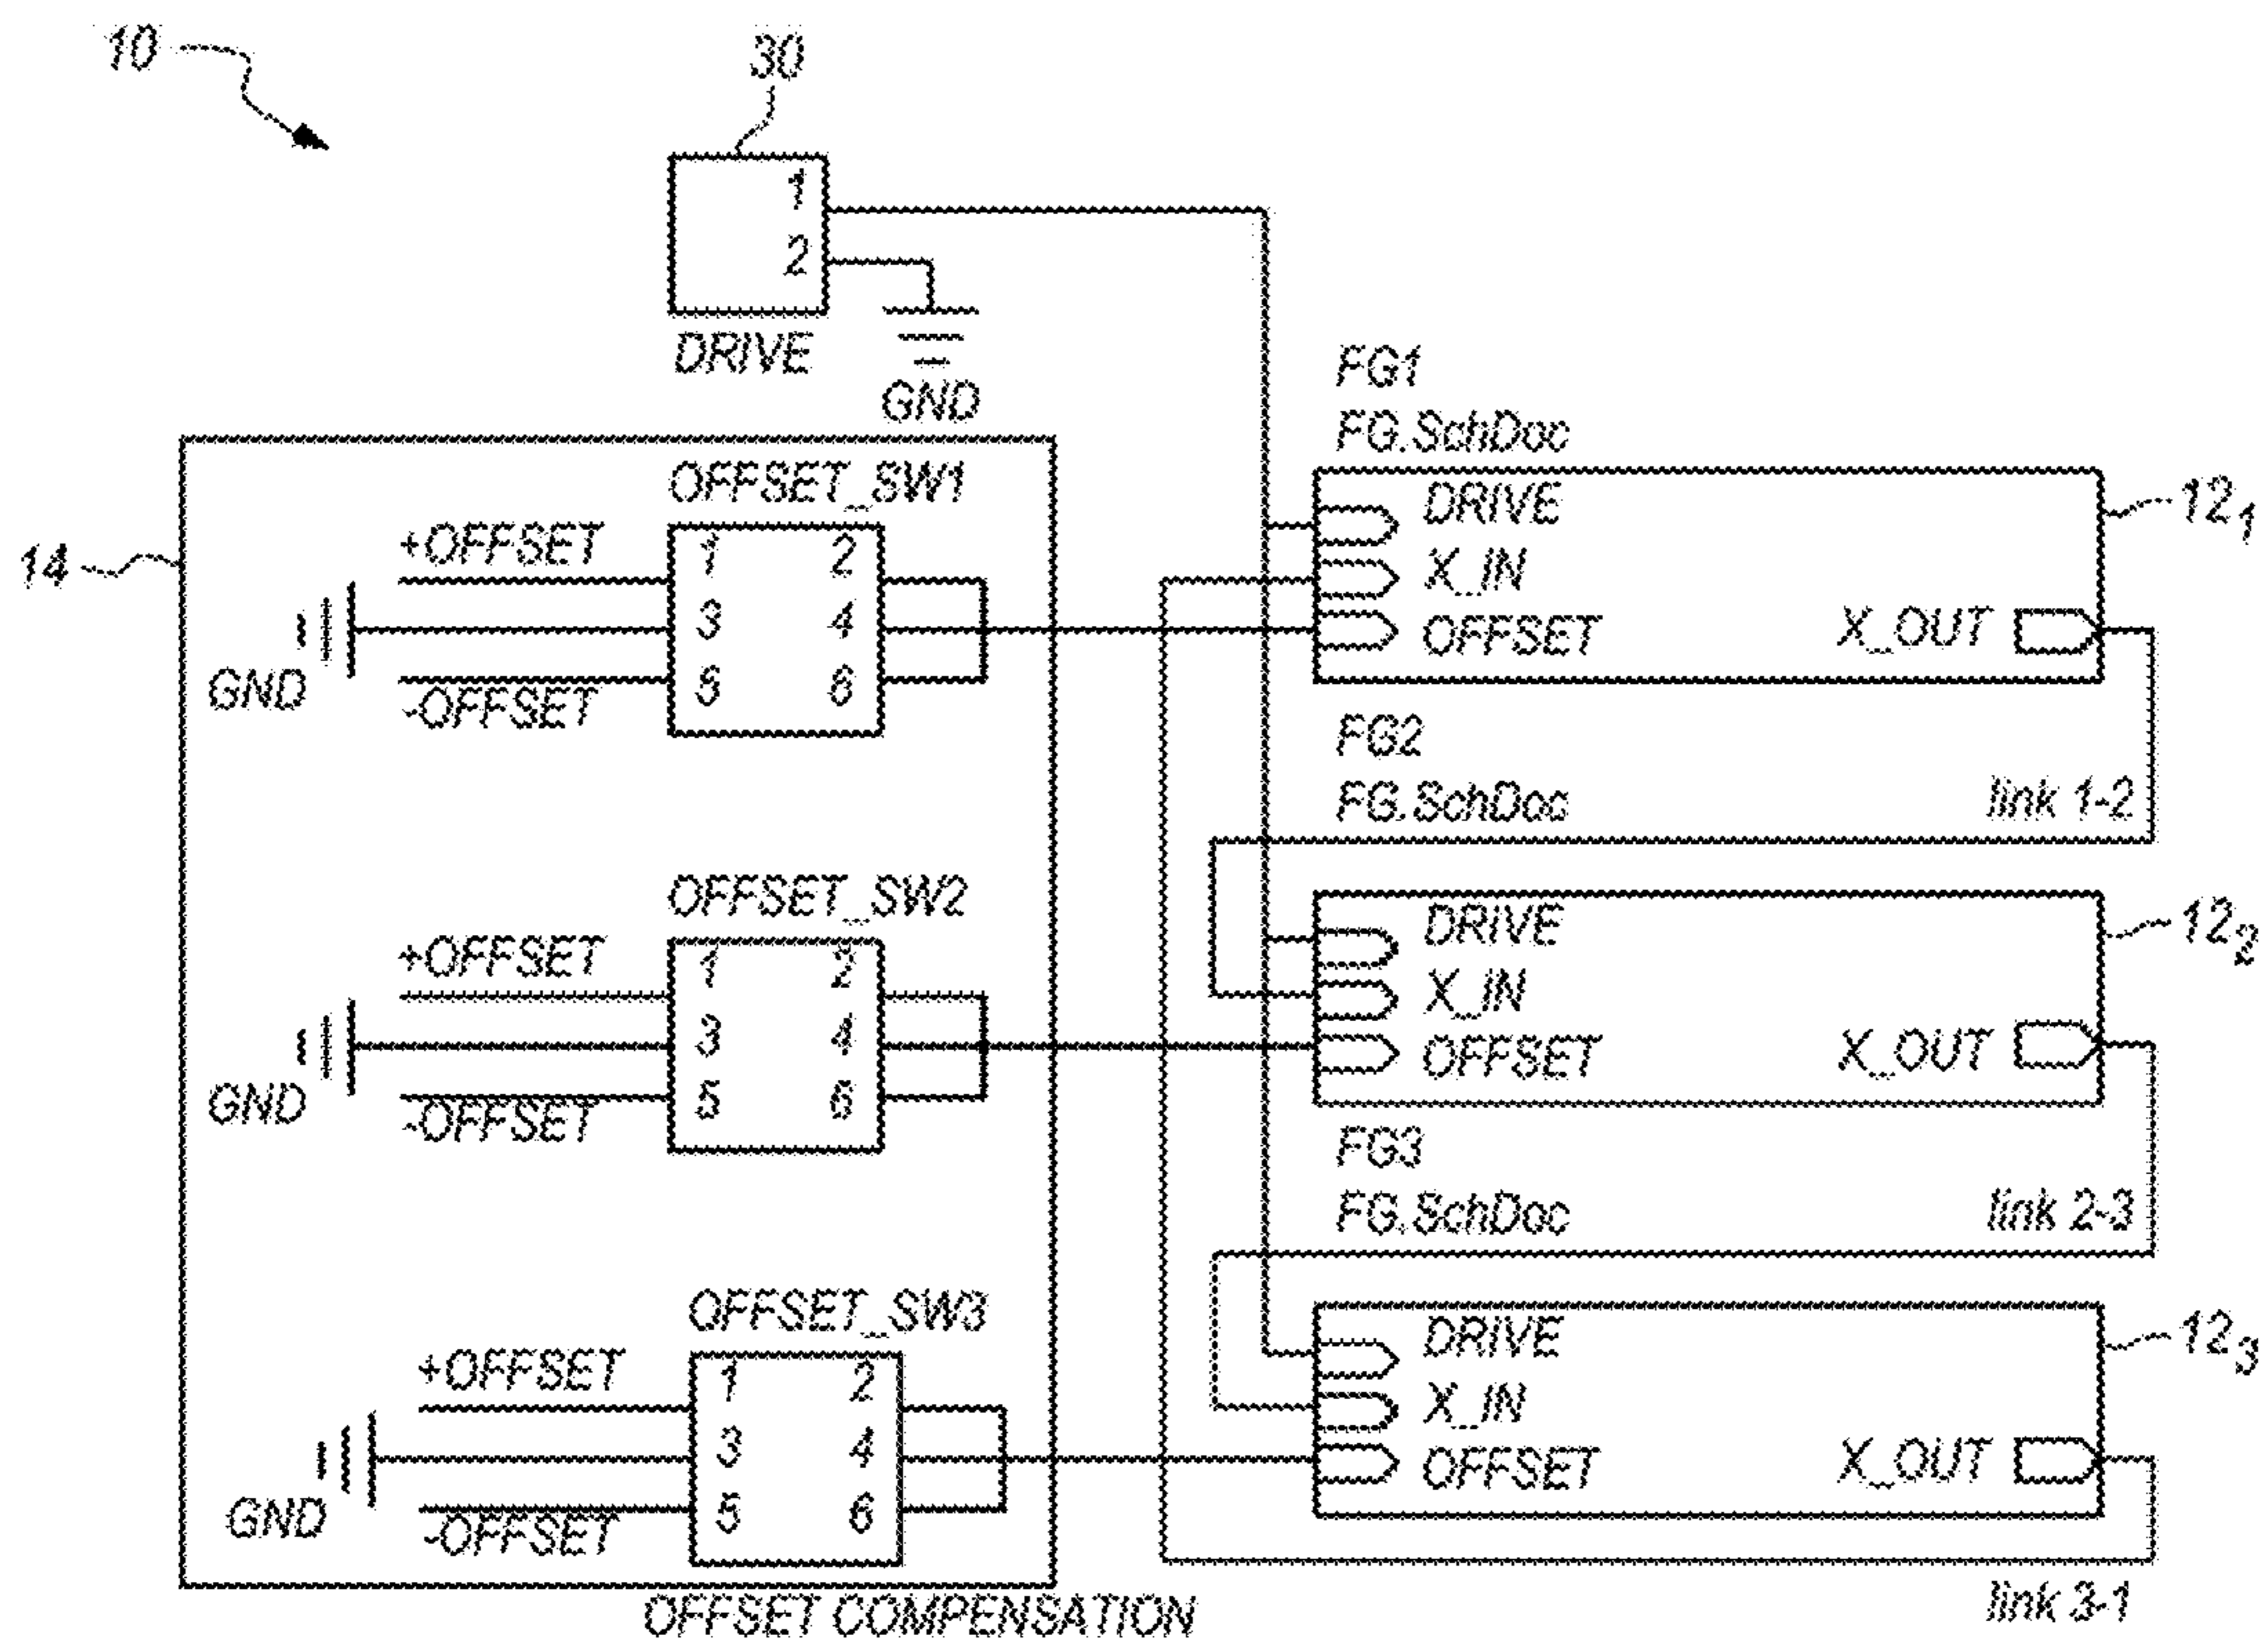 10
30
1
2
DRIVE
GND
14
OFFSET_SW1
+OFFSET
1 2
3 4
5 6
GND
-OFFSET
OFFSET_SW2
+OFFSET
1 2
3 4
5 6
GND
-OFFSET
OFFSET_SW3
+OFFSET
1 2
3 4
5 6
GND
-OFFSET
OFFSET COMPENSATION
FG1
FG.SchDoc
DRIVE
X_IN
OFFSET
X_OUT
12₁
link 1-2
FG2
FG.SchDoc
DRIVE
X_IN
OFFSET
X_OUT
12₂
link 2-3
FG3
FG.SchDoc
DRIVE
X_IN
OFFSET
X_OUT
12₃
link 3-1